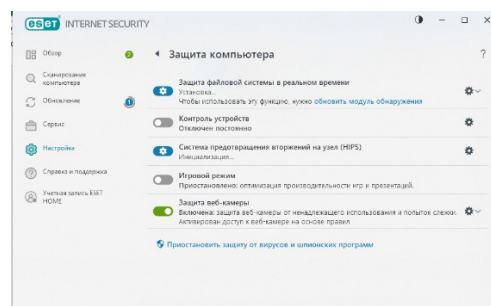 eset INTERNET SECURITY
Обзор
2
Сканирование
компьютера
Обновление
1
Сервис
Настройка
Справка и поддержка
Учетная запись ESET
HOME
Защита компьютера
?
Защита файловой системы в реальном времени
Установка...
Чтобы использовать эту функцию, нужно обновить модуль обнаружения
Контроль устройств
Отключен постоянно
Система предотвращения вторжений на узел (HIPS)
Инициализация...
Игровой режим
Приостановлено: оптимизация производительности игр и презентаций.
Защита веб-камеры
Включена: защита веб-камеры от ненадлежащего использования и попыток слежки.
Активирован доступ к веб-камере на основе правил
Приостановить защиту от вирусов и шпионских программ